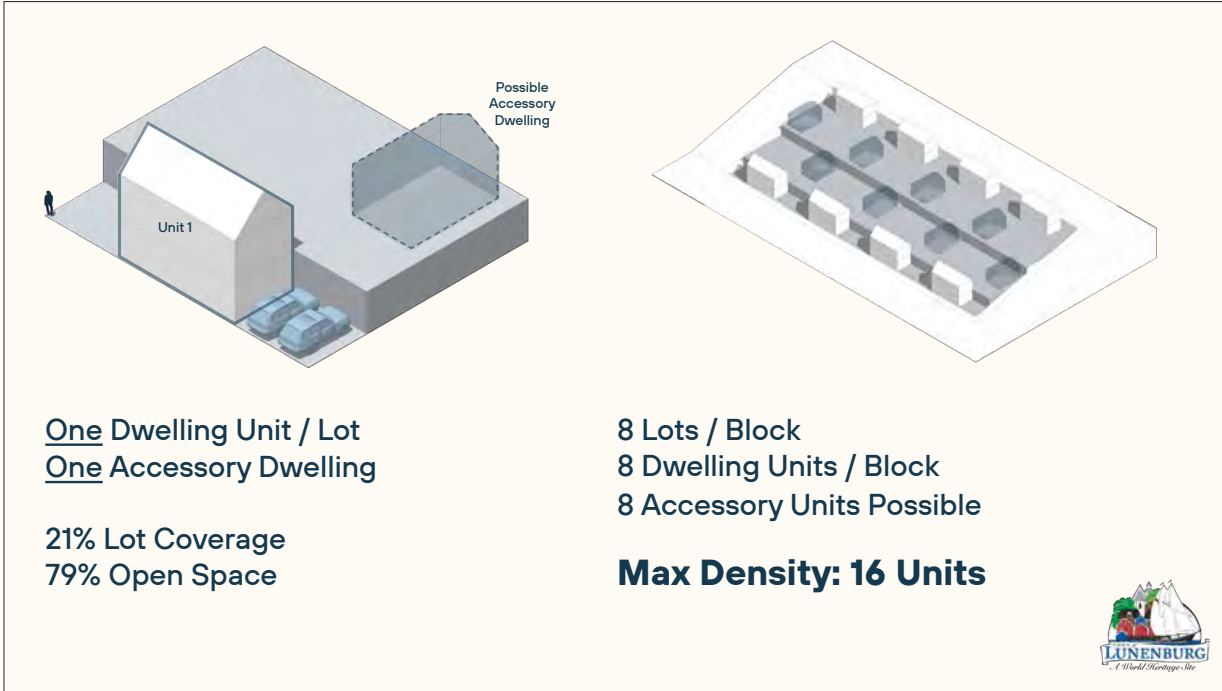 Possible
Accessory
Dwelling
Unit 1
One Dwelling Unit / Lot
One Accessory Dwelling
21% Lot Coverage
79% Open Space
8 Lots / Block
8 Dwelling Units / Block
8 Accessory Units Possible
Max Density: 16 Units
LUNENBURG
A World Heritage Site